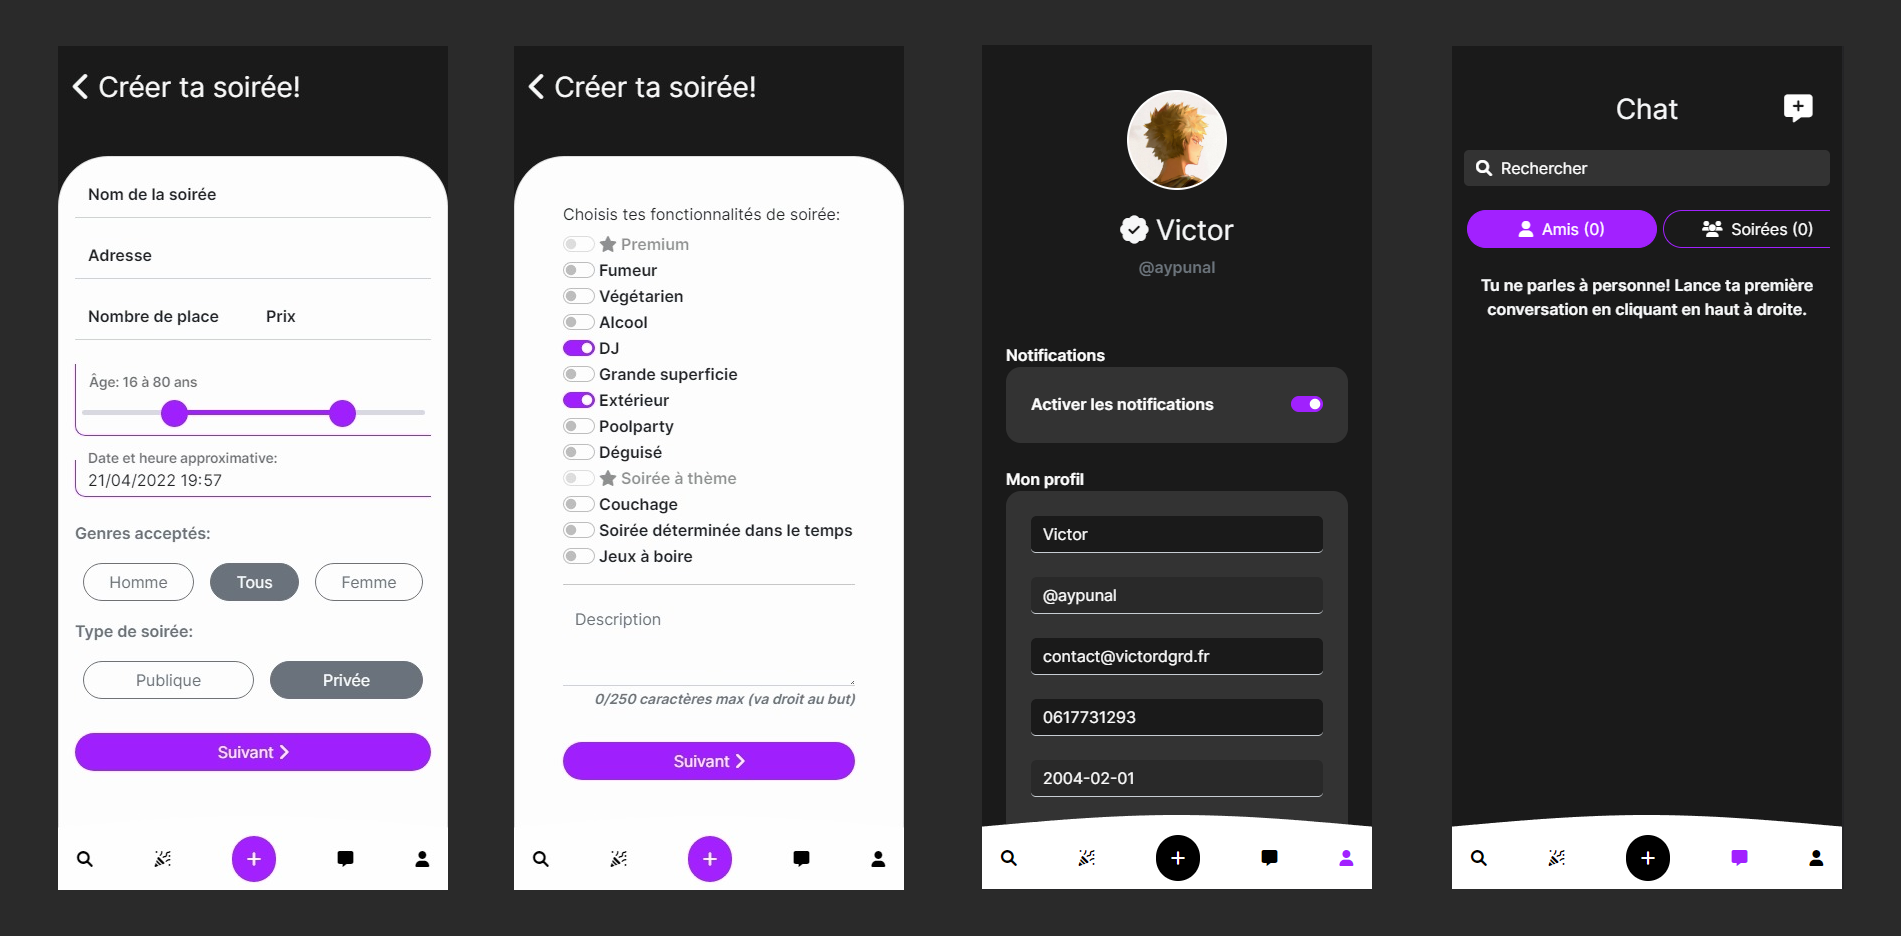 Créer ta soirée!
Nom de la soirée
Adresse
Nombre de place Prix
Âge: 16 à 80 ans
Date et heure approximative:
21/04/2022 19:57
Genres acceptés:
Homme Tous Femme
Type de soirée:
Publique Privée
Suivant
Créer ta soirée!
Choisis tes fonctionnalités de soirée:
Premium
Fumeur
Végétarien
Alcool
DJ
Grande superficie
Extérieur
Poolparty
Déguisé
Soirée à thème
Couchage
Soirée déterminée dans le temps
Jeux à boire
Description
0/250 caractères max (va droit au but)
Suivant
Victor
@aypunal
Notifications
Activer les notifications
Mon profil
Victor
@aypunal
contact@victordgrd.fr
0617731293
2004-02-01
Chat
Rechercher
Amis (0) Soirées (0)
Tu ne parles à personne! Lance ta première
conversation en cliquant en haut à droite.